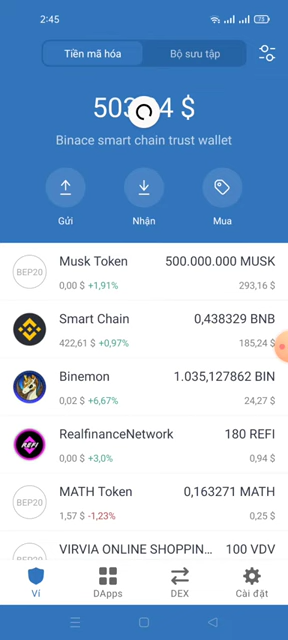 2:45
73
Tiền mã hóa
Bộ sưu tập
Binace smart chain trust wallet
Gửi
Nhận
Mua
BEP20
Musk Token
500.000.000 MUSK
0,00 $ +1,91%
293,16 $
Smart Chain
0,438329 BNB
422,61 $ +0,97%
185,24 $
Binemon
1.035,127862 BIN
0,02 $ +6,67%
24,27 $
REFI
RealfinanceNetwork
180 REFI
0,00 $ +3,0%
0,94 $
BEP20
MATH Token
0,163271 MATH
1,57 $ -1,23%
0,25 $
BEP20
VIRVIA ONLINE SHOPPIN...
100 VDV
Ví
DApps
DEX
Cài đặt